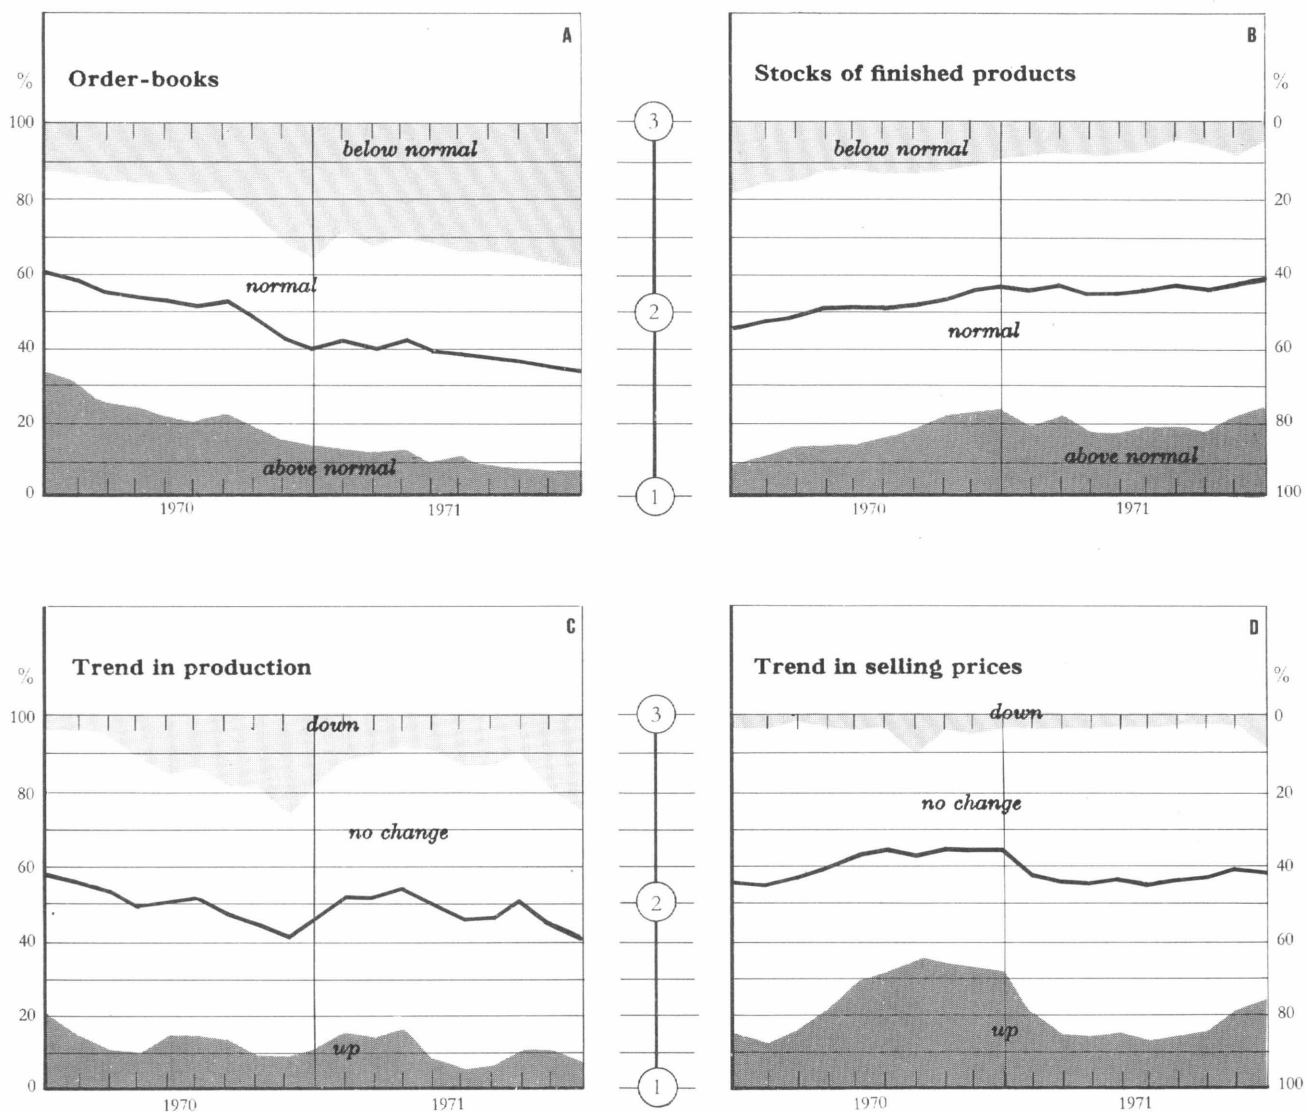 A
Order-books
%
100
below normal
80
60
normal
40
20
above normal
0
1970
1971
3
2
1
B
Stocks of finished products
%
0
below normal
20
40
normal
60
80
above normal
100
1970
1971
C
Trend in production
%
100
down
80
no change
60
40
20
up
0
1970
1971
3
2
1
D
Trend in selling prices
%
0
down
20
no change
40
60
80
up
100
1970
1971